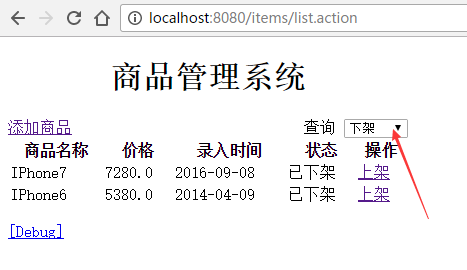 localhost:8080/items/list.action
商品管理系统
添加商品 查询 下架
商品名称 价格 录入时间 状态 操作
IPhone7 7280.0 2016-09-08 已下架 上架
IPhone6 5380.0 2014-04-09 已下架 上架
[Debug]